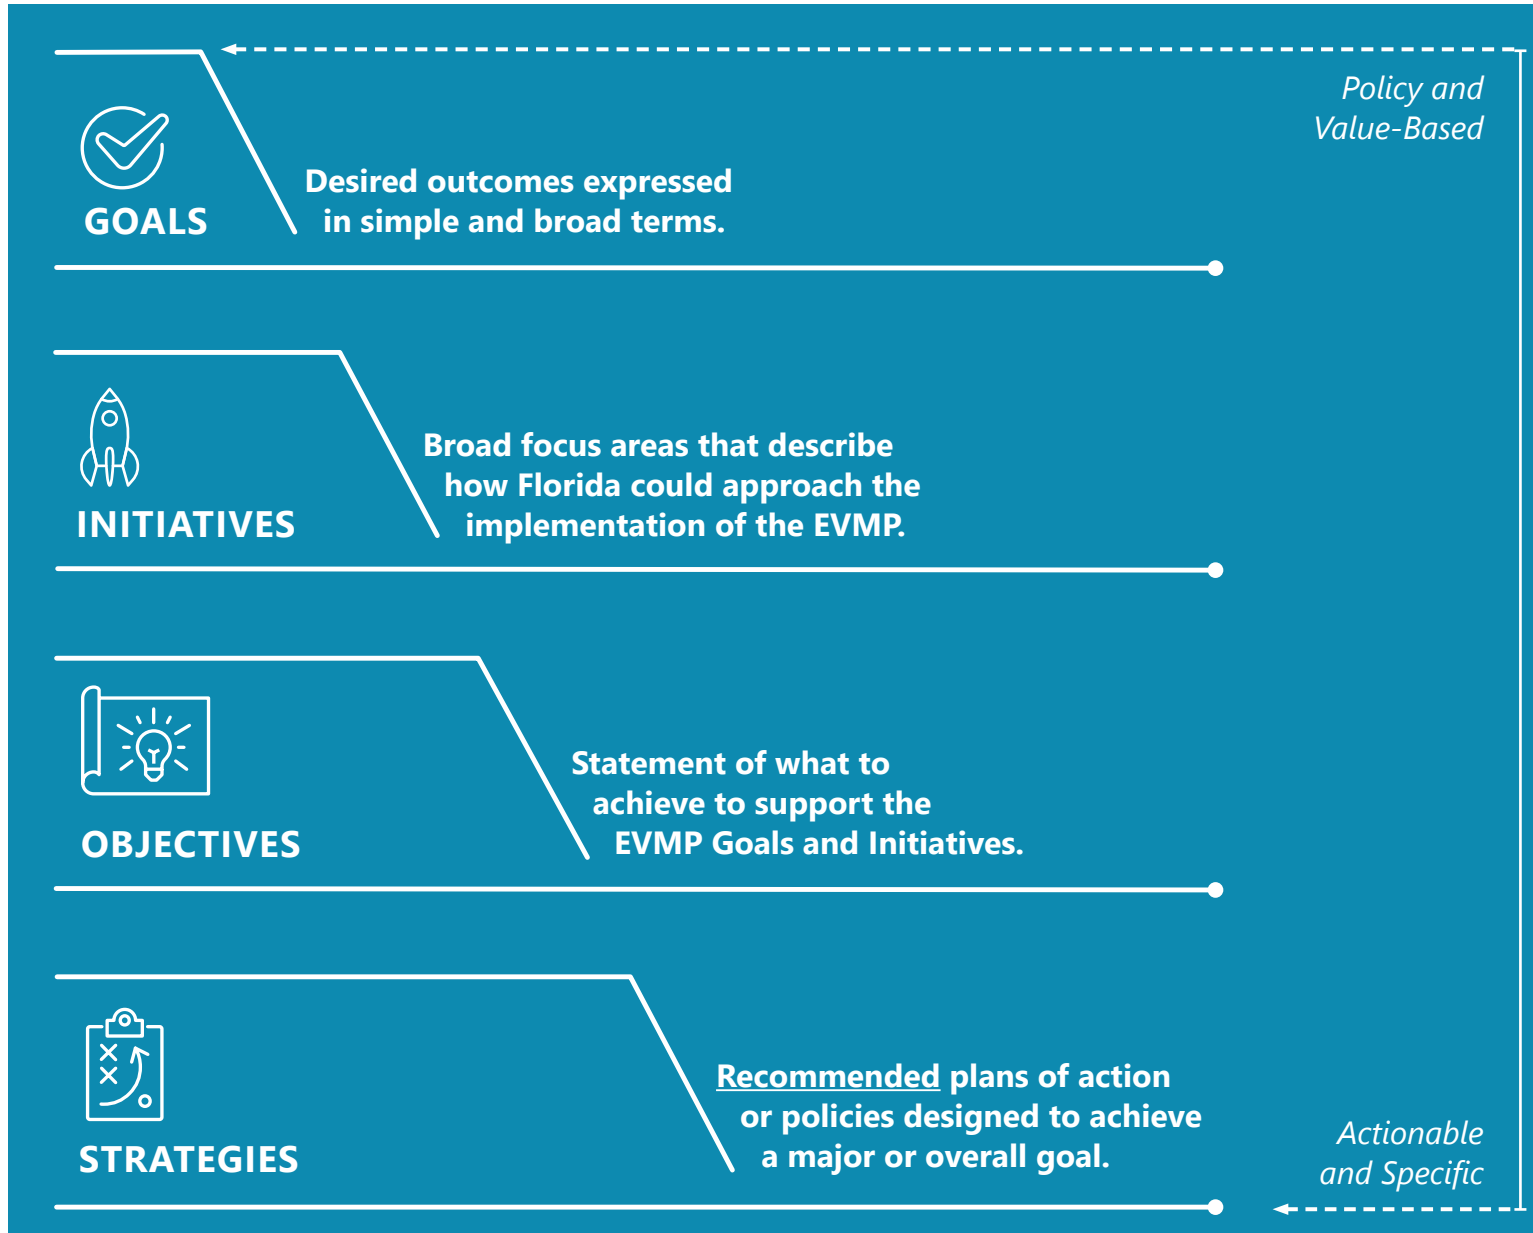 Policy and
Value-Based
GOALS
Desired outcomes expressed
in simple and broad terms.
INITIATIVES
Broad focus areas that describe
how Florida could approach the
implementation of the EVMP.
OBJECTIVES
Statement of what to
achieve to support the
EVMP Goals and Initiatives.
STRATEGIES
Recommended plans of action
or policies designed to achieve
a major or overall goal.
Actionable
and Specific